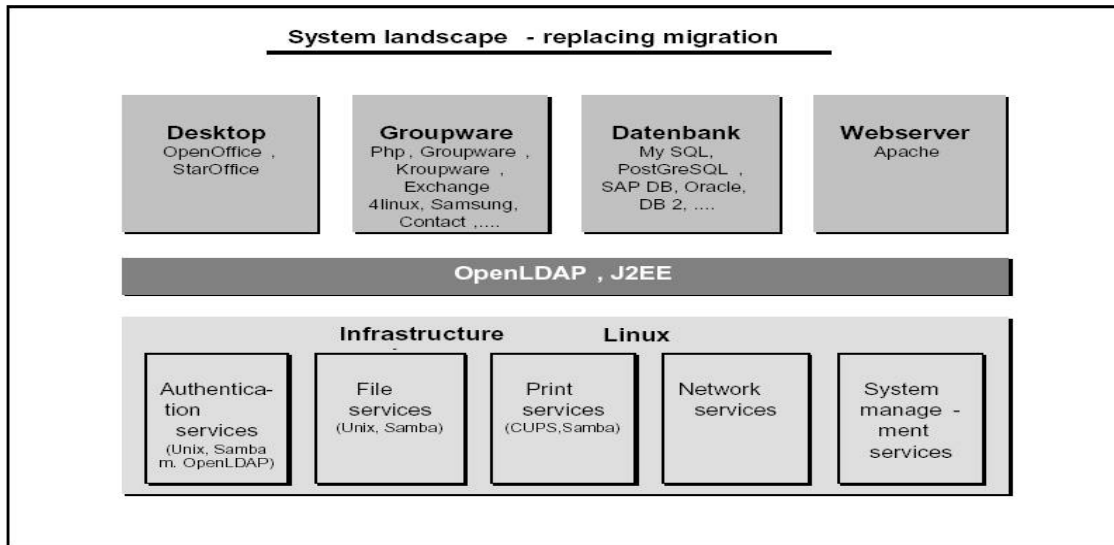 System landscape - replacing migration
Desktop
OpenOffice ,
StarOffice
Groupware
Php, Groupware ,
Kroupware ,
Exchange
4linux, Samsung,
Contact ,....
Datenbank
My SQL,
PostGreSQL ,
SAP DB, Oracle,
DB 2, ....
Webserver
Apache
OpenLDAP , J2EE
Infrastructure Linux
Authentica-
tion
services
(Unix, Samba
m. OpenLDAP)
File
services
(Unix, Samba)
Print
services
(CUPS,Samba)
Network
services
System
manage -
ment
services